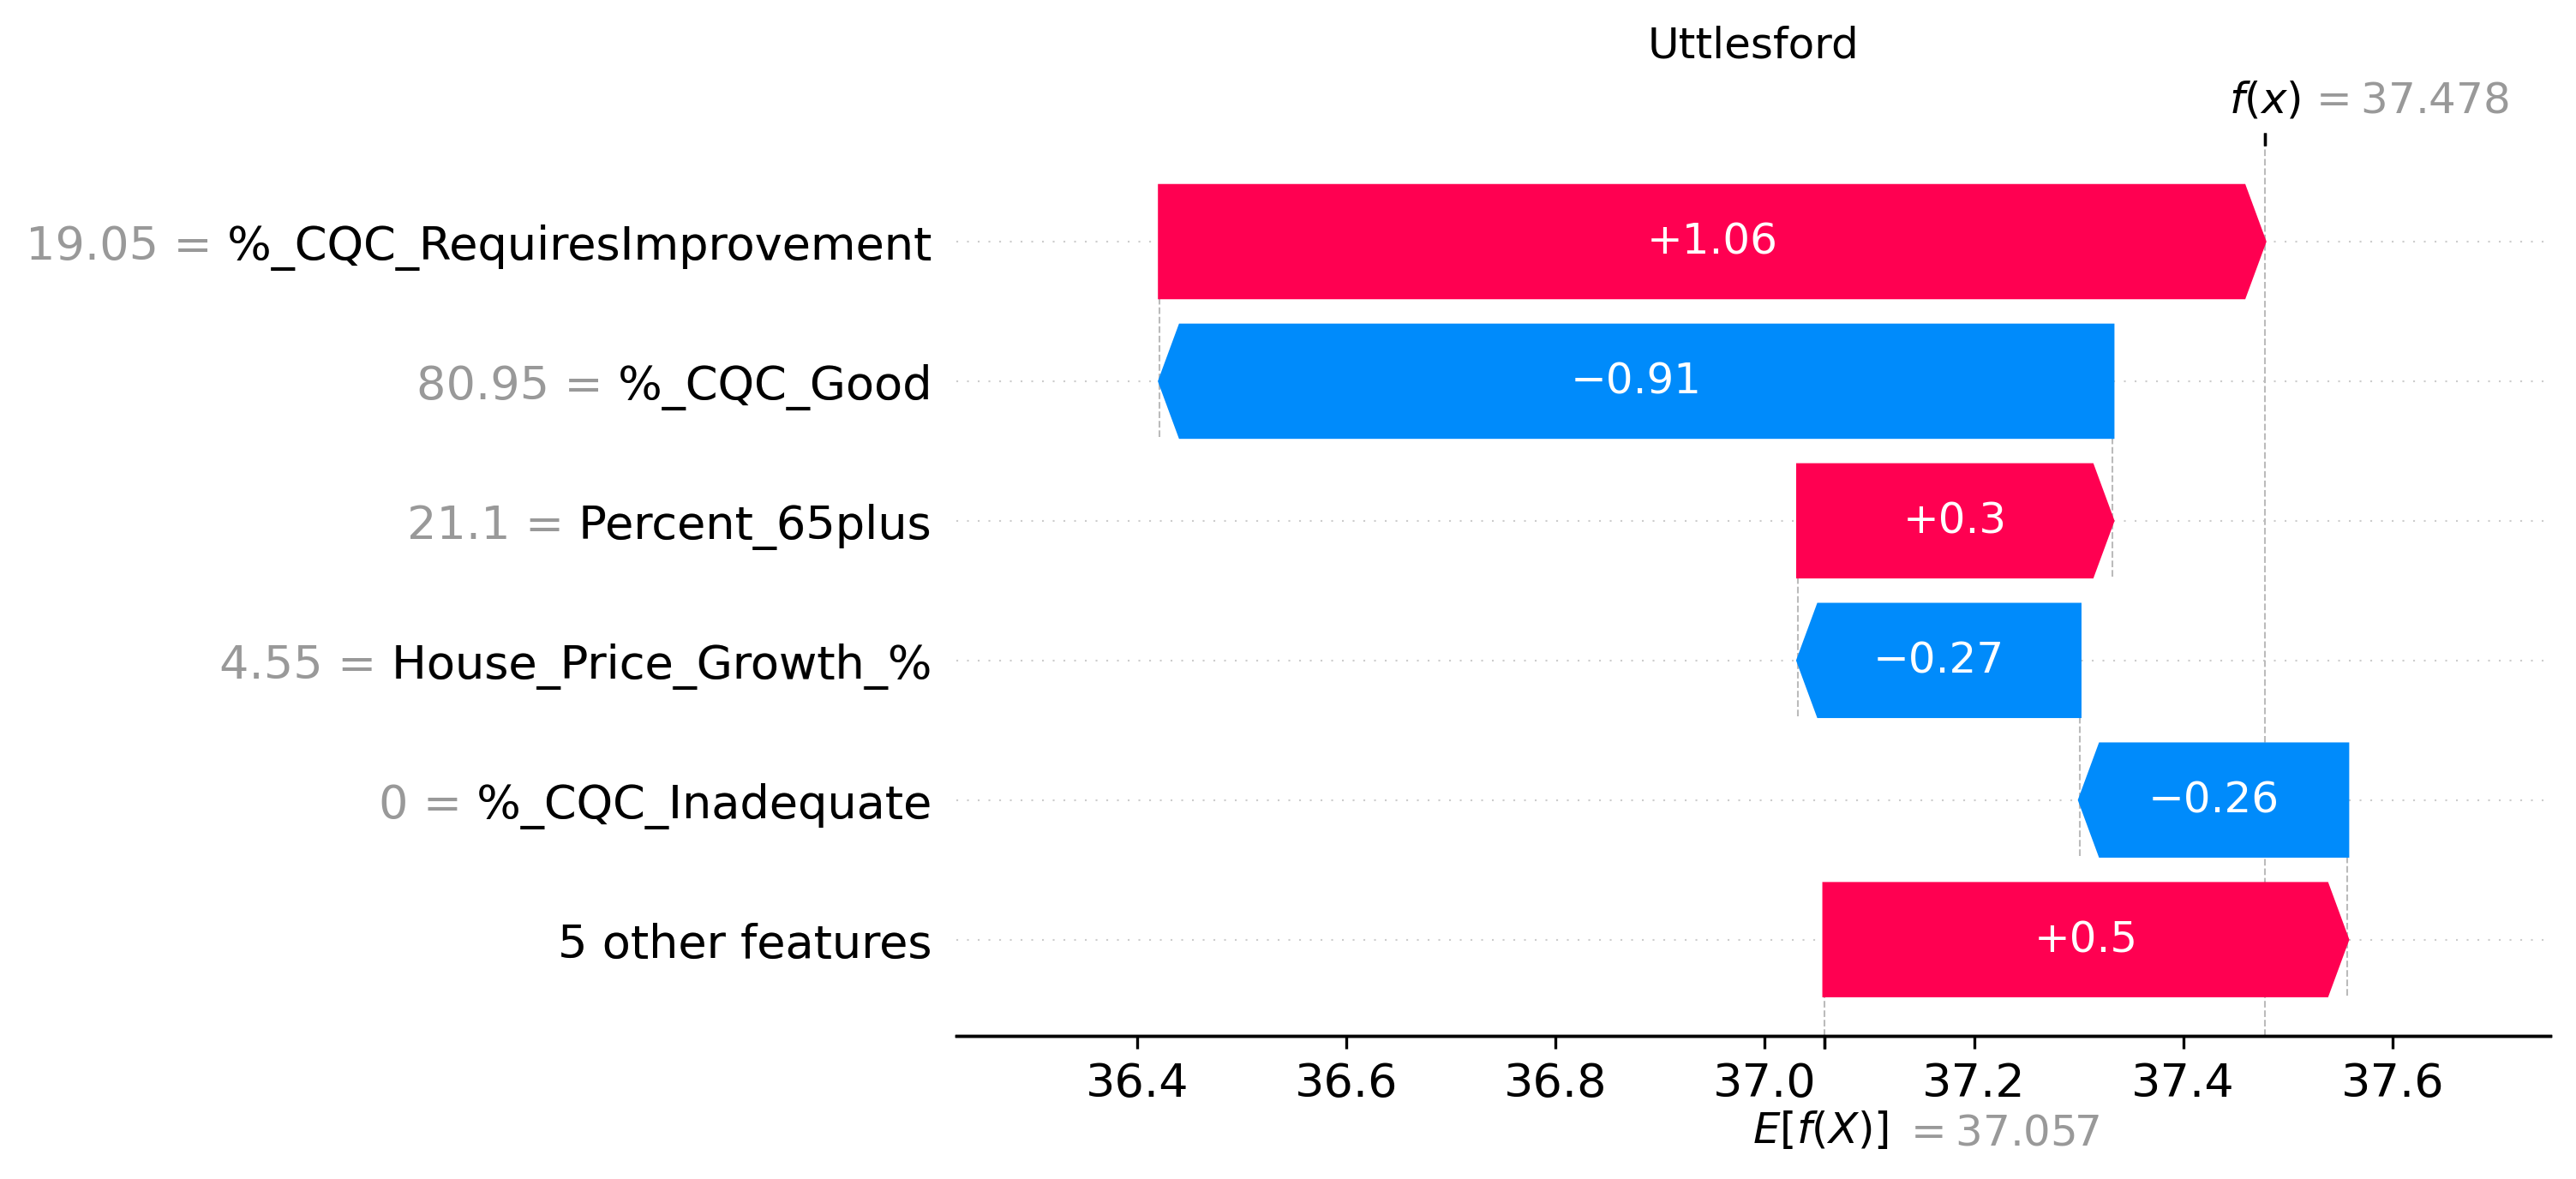 Uttlesford
f(x) = 37.478
19.05 = %_CQC_RequiresImprovement
+1.06
80.95 = %_CQC_Good
−0.91
21.1 = Percent_65plus
+0.3
4.55 = House_Price_Growth_%
−0.27
0 = %_CQC_Inadequate
−0.26
5 other features
+0.5
36.4 36.6 36.8 37.0 37.2 37.4 37.6
E[f(X)] = 37.057